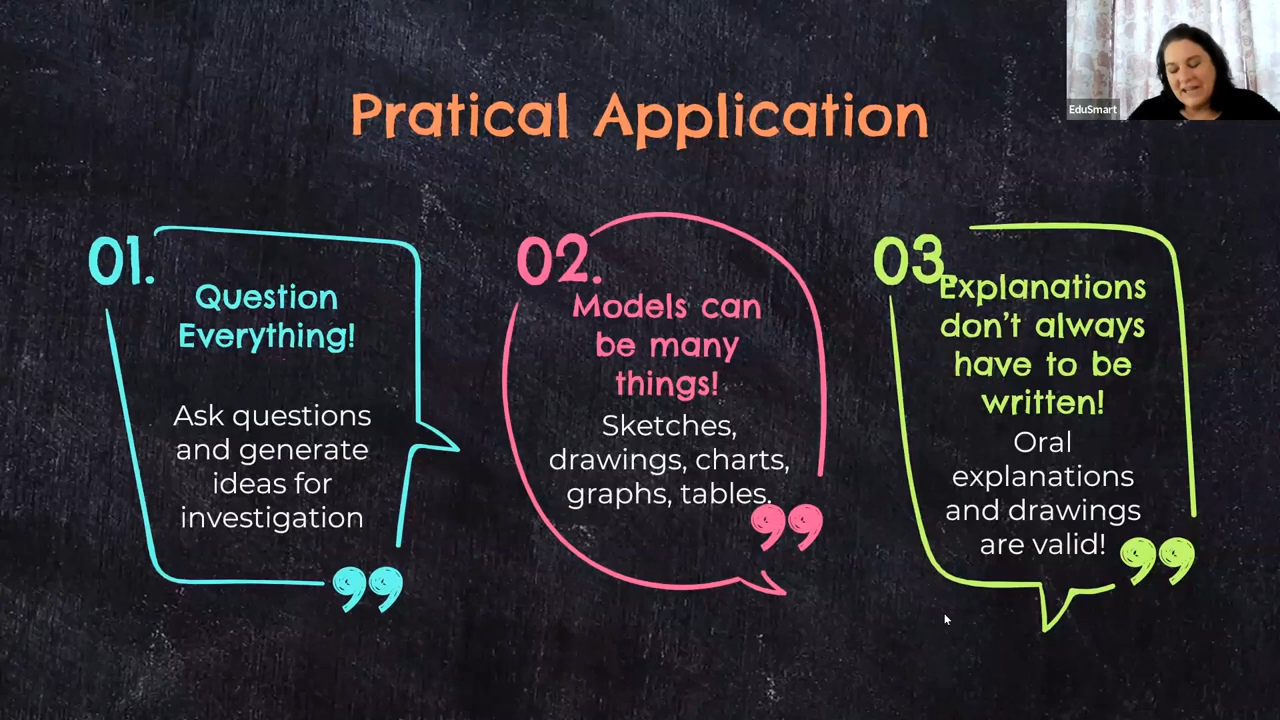 EduSmart
Pratical Application
01.
Question
Everything!
Ask questions
and generate
ideas for
investigation
02.
Models can
be many
things!
Sketches,
drawings, charts,
graphs, tables.
03.
Explanations
don't always
have to be
written!
Oral
explanations
and drawings
are valid!